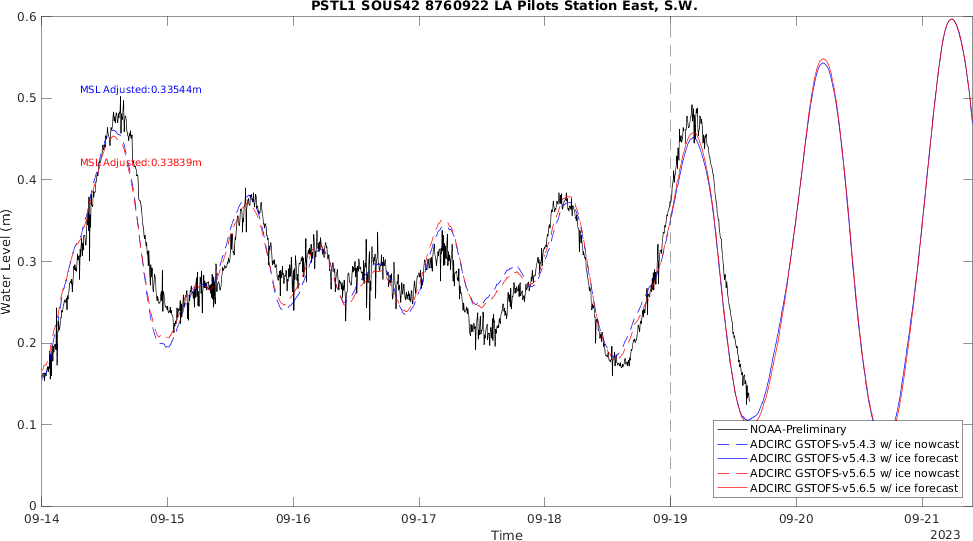 PSTL1 SOUS42 8760922 LA Pilots Station East, S.W.
0.6
0.5
0.4
0.3
0.2
0.1
0
Water Level (m)
MSL Adjusted:0.33544m
MSL Adjusted:0.33839m
NOAA-Preliminary
ADCIRC GSTOFS-v5.4.3 w/ ice nowcast
ADCIRC GSTOFS-v5.4.3 w/ ice forecast
ADCIRC GSTOFS-v5.6.5 w/ ice nowcast
ADCIRC GSTOFS-v5.6.5 w/ ice forecast
09-14 09-15 09-16 09-17 09-18 09-19 09-20 09-21
Time
2023